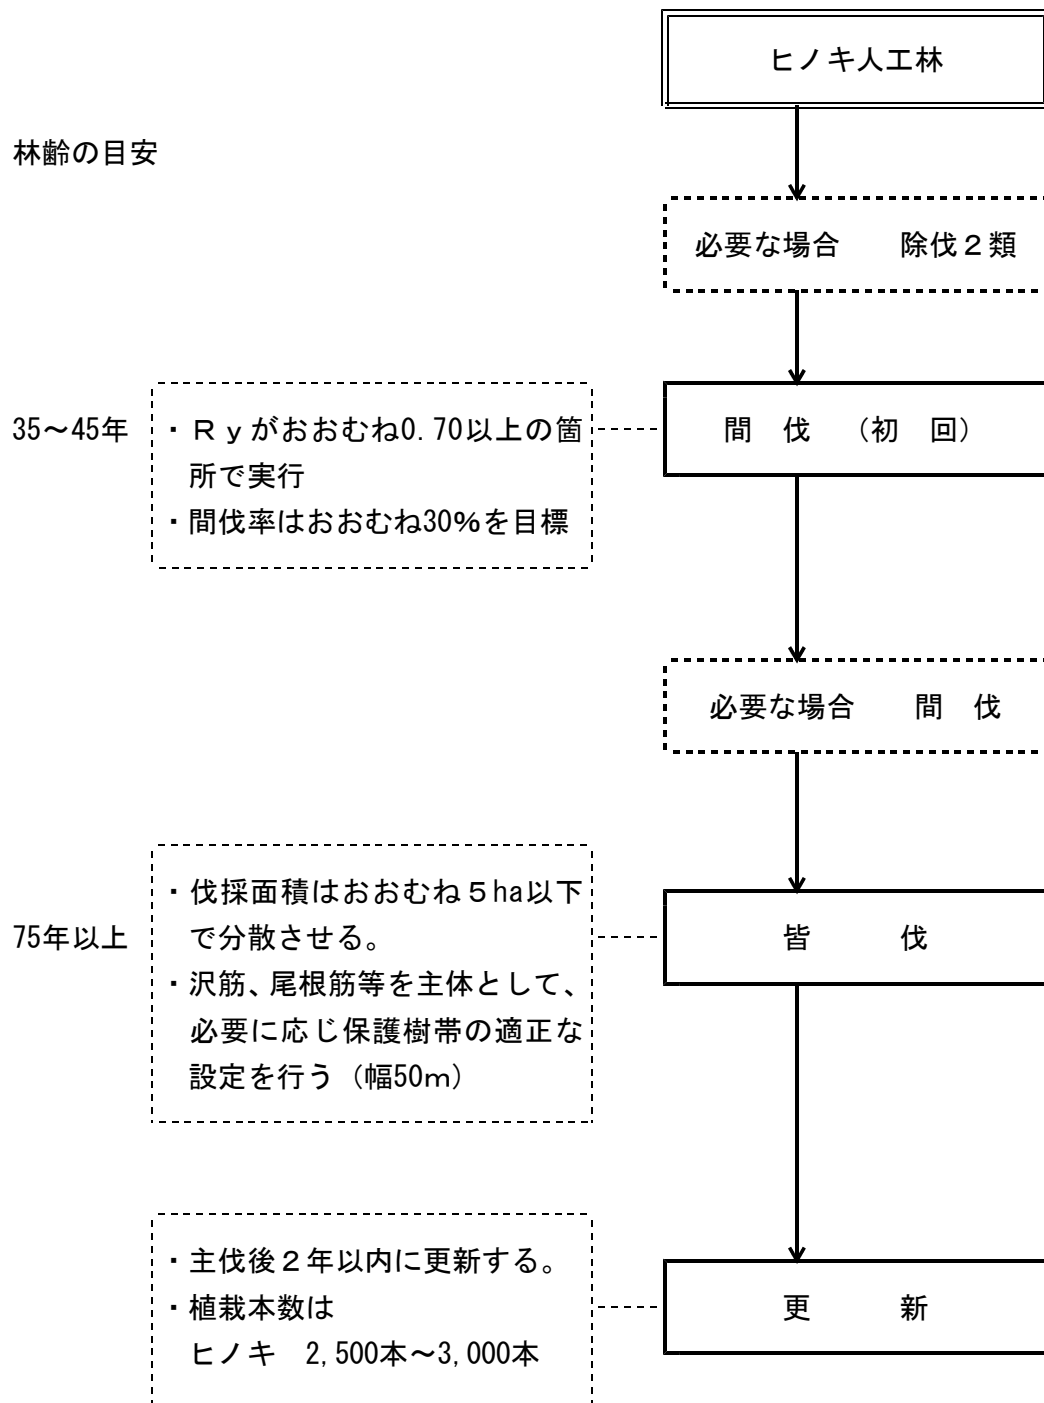 ヒノキ人工林
林齢の目安
必要な場合　　除伐２類
35～45年
・Ｒｙがおおむね0.70以上の箇
所で実行
・間伐率はおおむね30％を目標
間　伐　（初　回）
必要な場合　　間　伐
75年以上
・伐採面積はおおむね５ha以下
で分散させる。
・沢筋、尾根筋等を主体として、
必要に応じ保護樹帯の適正な
設定を行う（幅50ｍ）
皆　　　伐
・主伐後２年以内に更新する。
・植栽本数は
ヒノキ　2,500本～3,000本
更　　　新